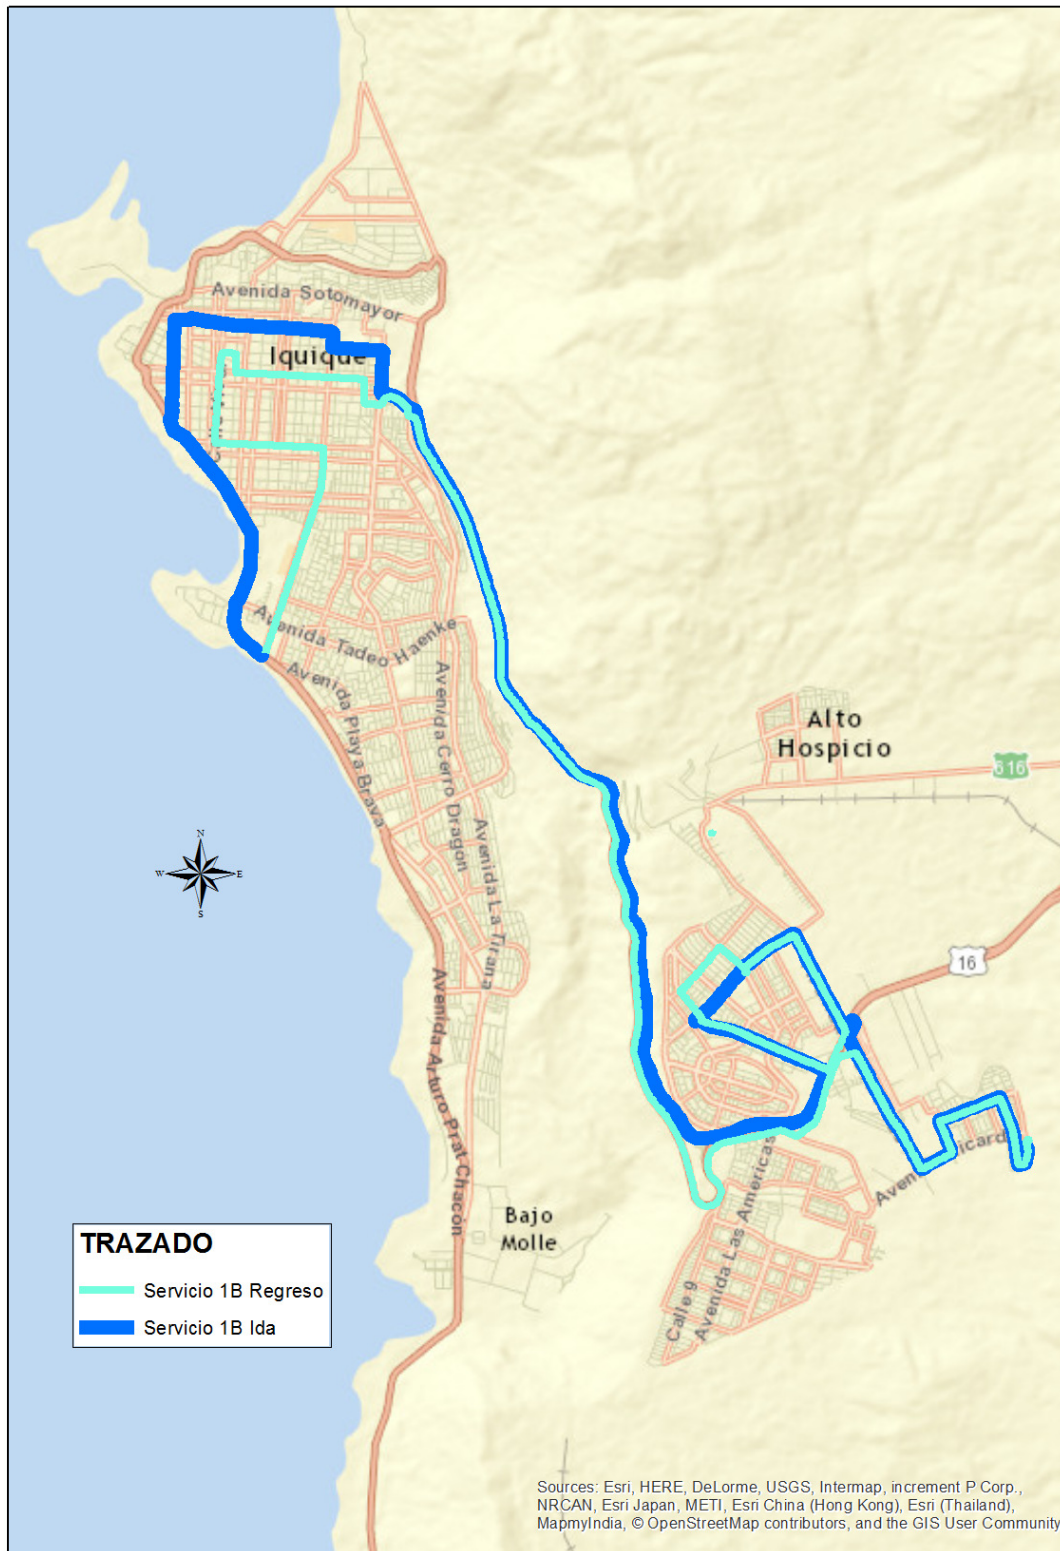 Avenida Sotomayor
Iquique
Avenida Tadeo Haenke
Avenida Playa Brava
Avenida Cerro Dragón
Avenida La Tirana
Alto
Hospicio
616
N
W
E
S
16
Avenida Arturo Prat Chacón
Avenida Las Americas
Calle 9
Bajo
Molle
TRAZADO
Servicio 1B Regreso
Servicio 1B Ida
Sources: Esri, HERE, DeLorme, USGS, Intermap, increment P Corp.,
NRCAN, Esri Japan, METI, Esri China (Hong Kong), Esri (Thailand),
MapmyIndia, © OpenStreetMap contributors, and the GIS User Community